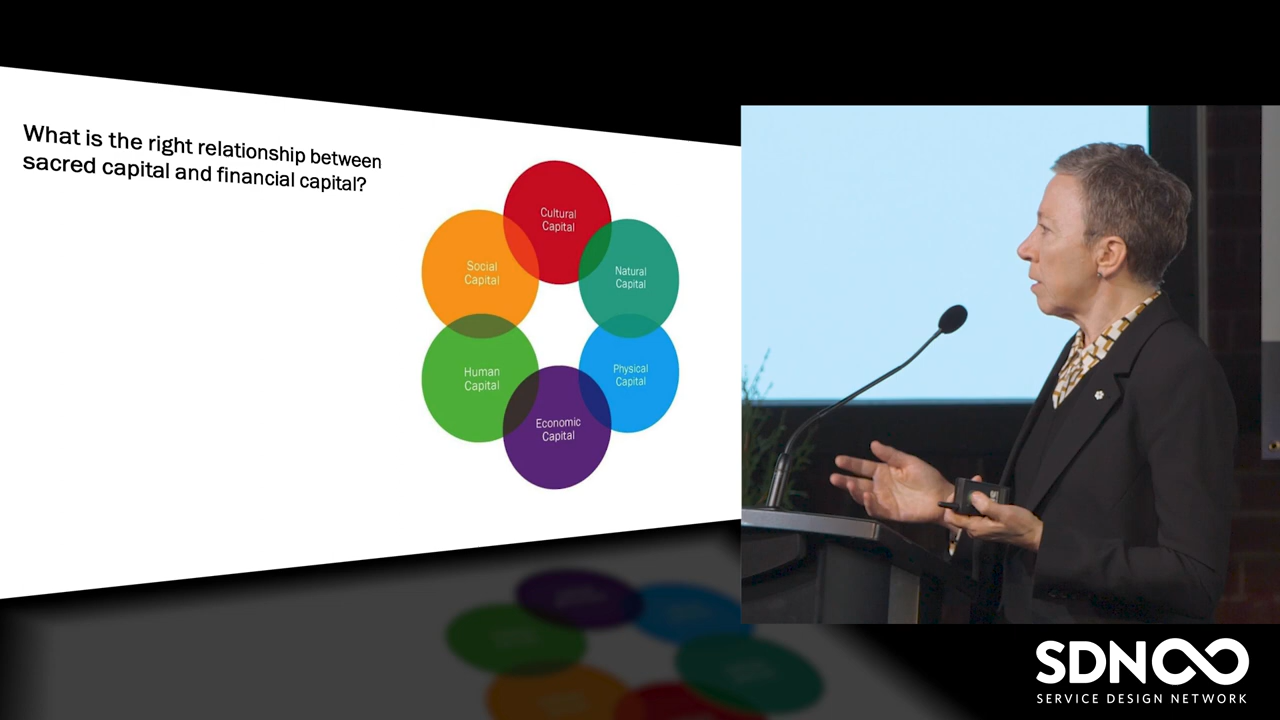 What is the right relationship between
sacred capital and financial capital?
Cultural
Capital
Social
Capital
Natural
Capital
Human
Capital
Physical
Capital
Economic
Capital
SDN
SERVICE DESIGN NETWORK